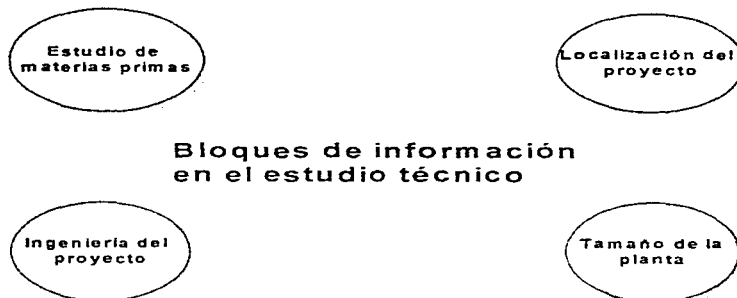 Estudio de
materias primas
Localización del
proyecto
Bloques de información
en el estudio técnico
Ingeniería del
proyecto
Tamaño de la
planta